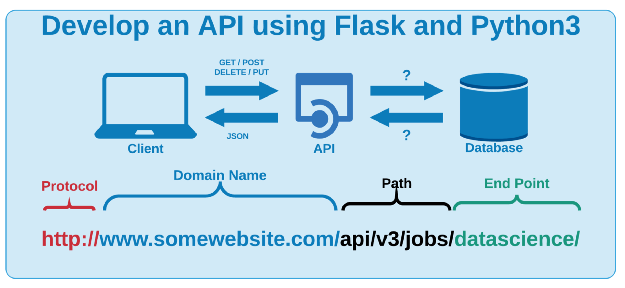 Develop an API using Flask and Python3
GET / POST
DELETE / PUT
?
JSON
?
Client
API
Database
Protocol
Domain Name
Path
End Point
http://www.somewebsite.com/api/v3/jobs/datascience/